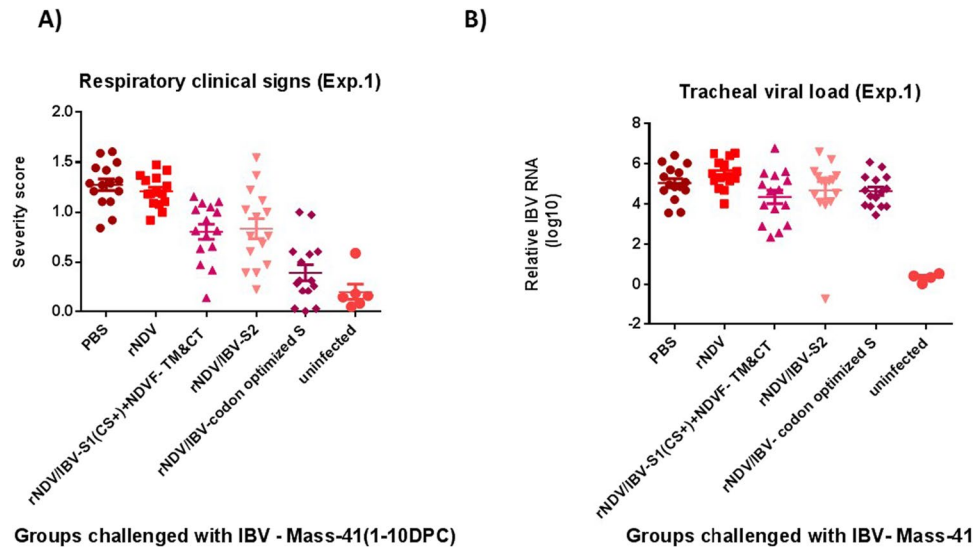 A)
Respiratory clinical signs (Exp.1)
Severity score
2.0
1.5
1.0
0.5
0.0
PBS
rNDV
rNDV/IBV-S1(CS+)+NDVF- TM&CT
rNDV/IBV-S2
rNDV/IBV-codon optimized S
uninfected
Groups challenged with IBV - Mass-41(1-10DPC)
B)
Tracheal viral load (Exp.1)
Relative IBV RNA
(log10)
8
6
4
2
0
-2
PBS
rNDV
rNDV/IBV-S1(CS+)+NDVF- TM&CT
rNDV/IBV-S2
rNDV/IBV- codon optimized S
uninfected
Groups challenged with IBV- Mass-41